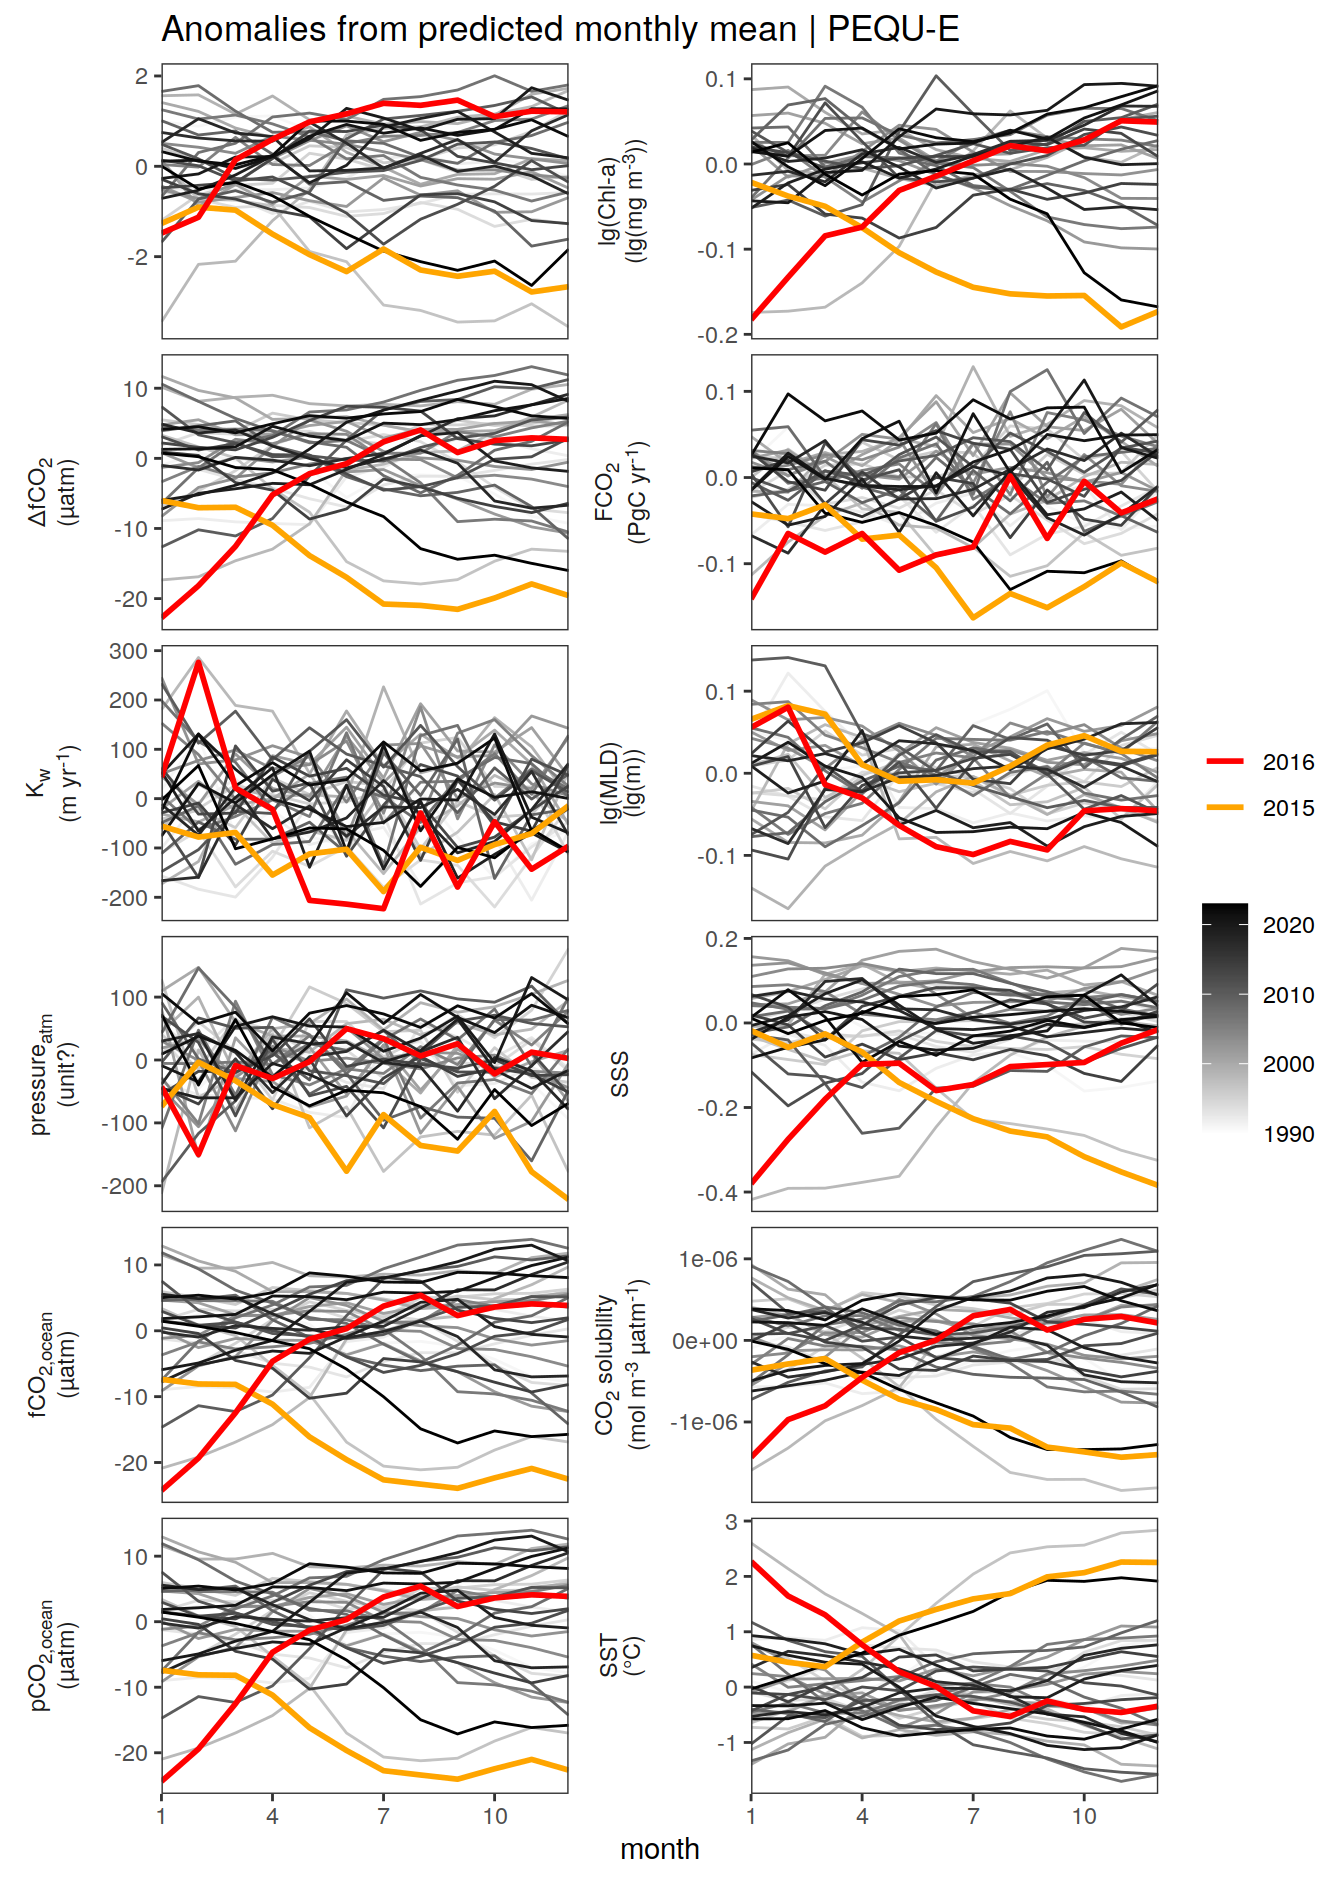 Anomalies from predicted monthly mean | PEQU-E
2
0
-2
lg(Chl-a)
(lg(mg m-3))
0.1
0.0
-0.1
-0.2
ΔfCO2
(µatm)
10
0
-10
-20
FCO2
(PgC yr-1)
0.1
0.0
-0.1
Kw
(m yr-1)
300
200
100
0
-100
-200
lg(MLD)
(lg(m))
0.1
0.0
-0.1
pressureatm
(unit?)
100
0
-100
-200
SSS
0.2
0.0
-0.2
-0.4
fCO2,ocean
(µatm)
10
0
-10
-20
CO2 solubility
(mol m-3 µatm-1)
1e-06
0e+00
-1e-06
pCO2,ocean
(µatm)
10
0
-10
-20
SST
(°C)
3
2
1
0
-1
1 4 7 10
1 4 7 10
month
2016
2015
2020
2010
2000
1990